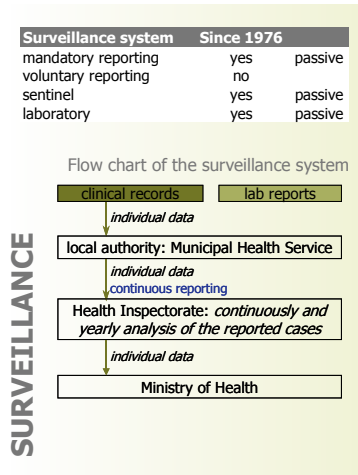 Surveillance system Since 1976
mandatory reporting yes passive
voluntary reporting no
sentinel yes passive
laboratory yes passive
Flow chart of the surveillance system
clinical records lab reports
individual data
local authority: Municipal Health Service
individual data
continuous reporting
Health Inspectorate: continuously and
yearly analysis of the reported cases
individual data
Ministry of Health
SURVEILLANCE